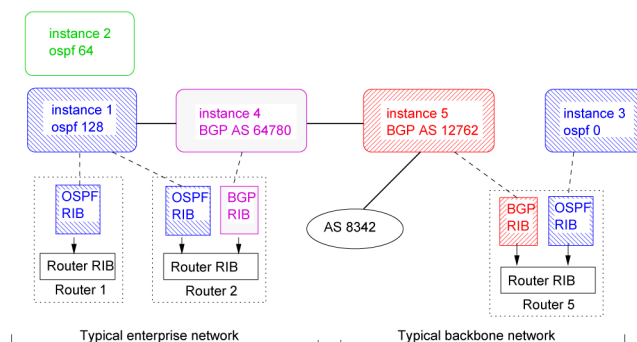 instance 2
ospf 64
instance 1
ospf 128
instance 4
BGP AS 64780
instance 5
BGP AS 12762
instance 3
ospf 0
OSPF
RIB
OSPF
RIB
BGP
RIB
AS 8342
BGP
RIB
OSPF
RIB
Router RIB
Router 1
Router RIB
Router 2
Router RIB
Router 5
Typical enterprise network
Typical backbone network